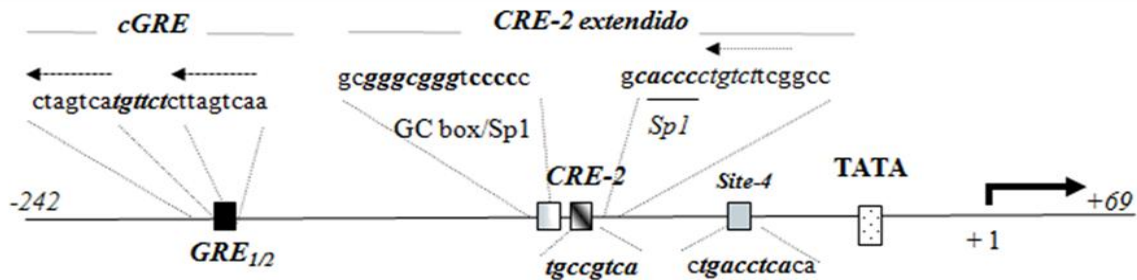 cGRE CRE-2 extendido
ctagtcatgttctcttagtcaa gcgggcgggtccccc gcacccctgtcttcggcc
GC box/Sp1 Sp1
CRE-2 Site-4 TATA
-242 +69
GRE1/2 +1
tgccgtca ctgacctcaca